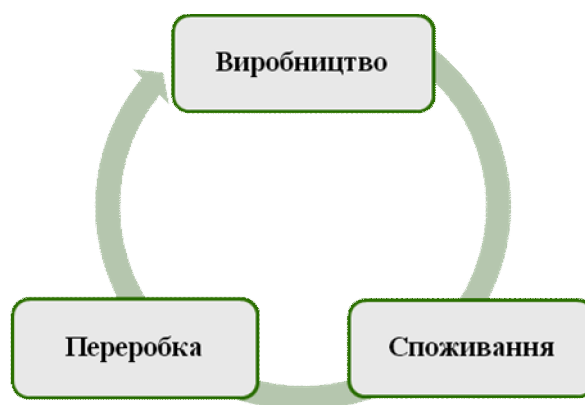 Виробництво
Переробка
Споживання